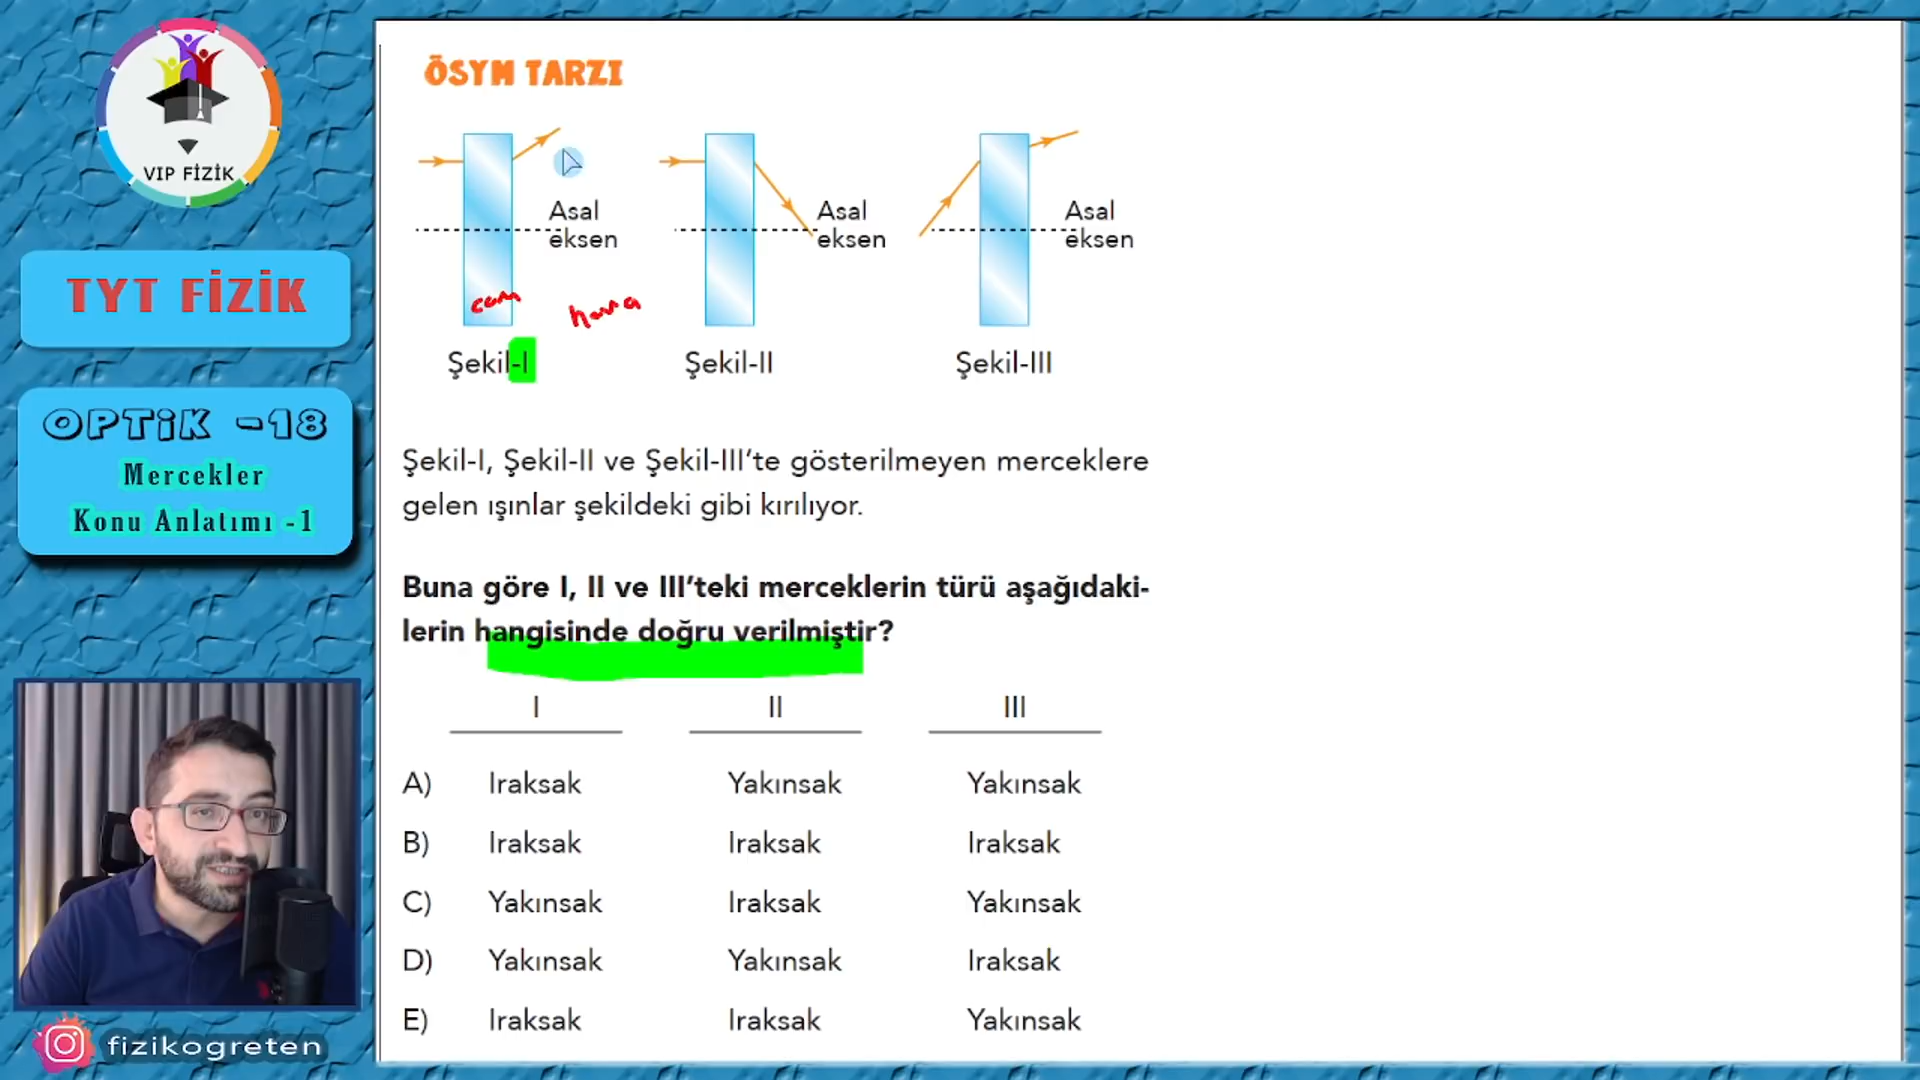 VIP FİZİK
TYT FİZİK
OPTiK -18
Mercekler
Konu Anlatımı -1
fizikogreten
ÖSYM TARZI
Asal
eksen
Asal
eksen
Asal
eksen
cam
hava
Şekil-I
Şekil-II
Şekil-III
Şekil-I, Şekil-II ve Şekil-III’te gösterilmeyen merceklere
gelen ışınlar şekildeki gibi kırılıyor.
Buna göre I, II ve III’teki merceklerin türü aşağıdaki-
lerin hangisinde doğru verilmiştir?
I II III
A) Iraksak Yakınsak Yakınsak
B) Iraksak Iraksak Iraksak
C) Yakınsak Iraksak Yakınsak
D) Yakınsak Yakınsak Iraksak
E) Iraksak Iraksak Yakınsak